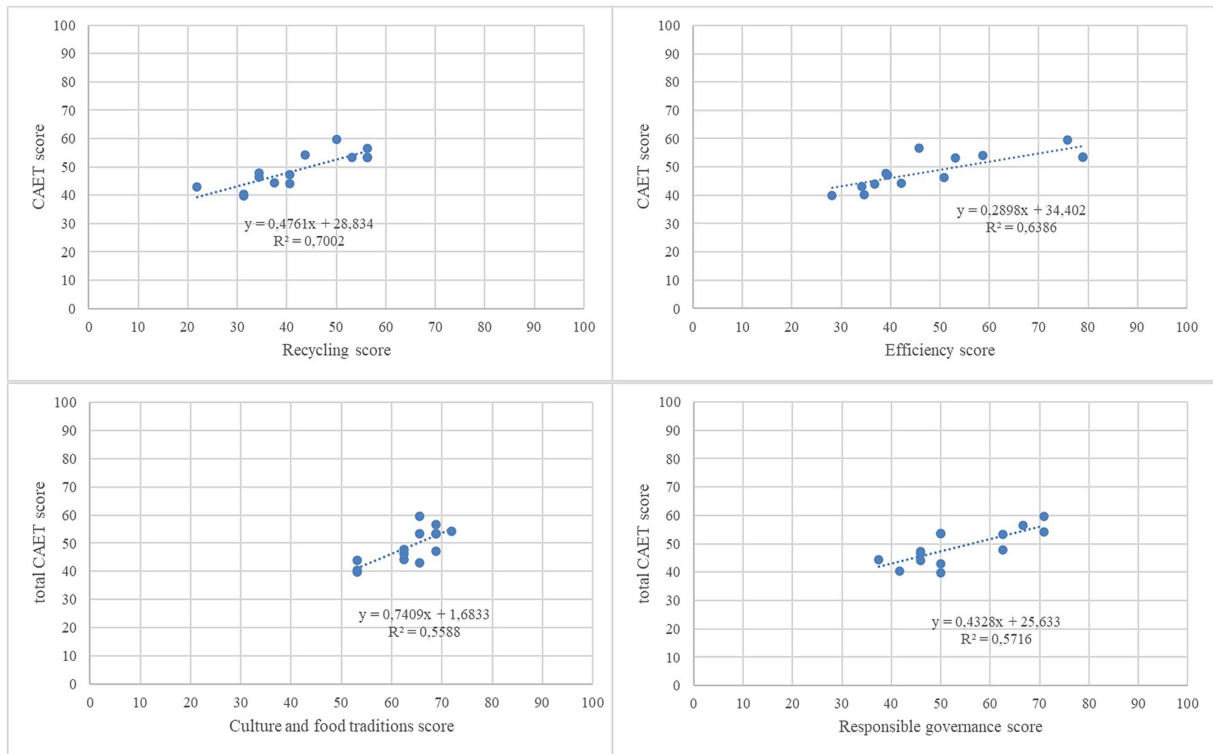 100
90
80
70
60
50
40
30
20
10
0
CAET score
y = 0,4761x + 28,834
R² = 0,7002
0 10 20 30 40 50 60 70 80 90 100
Recycling score
100
90
80
70
60
50
40
30
20
10
0
CAET score
y = 0,2898x + 34,402
R² = 0,6386
0 10 20 30 40 50 60 70 80 90 100
Efficiency score
100
90
80
70
60
50
40
30
20
10
0
total CAET score
y = 0,7409x + 1,6833
R² = 0,5588
0 10 20 30 40 50 60 70 80 90 100
Culture and food traditions score
100
90
80
70
60
50
40
30
20
10
0
total CAET score
y = 0,4328x + 25,633
R² = 0,5716
0 10 20 30 40 50 60 70 80 90 100
Responsible governance score